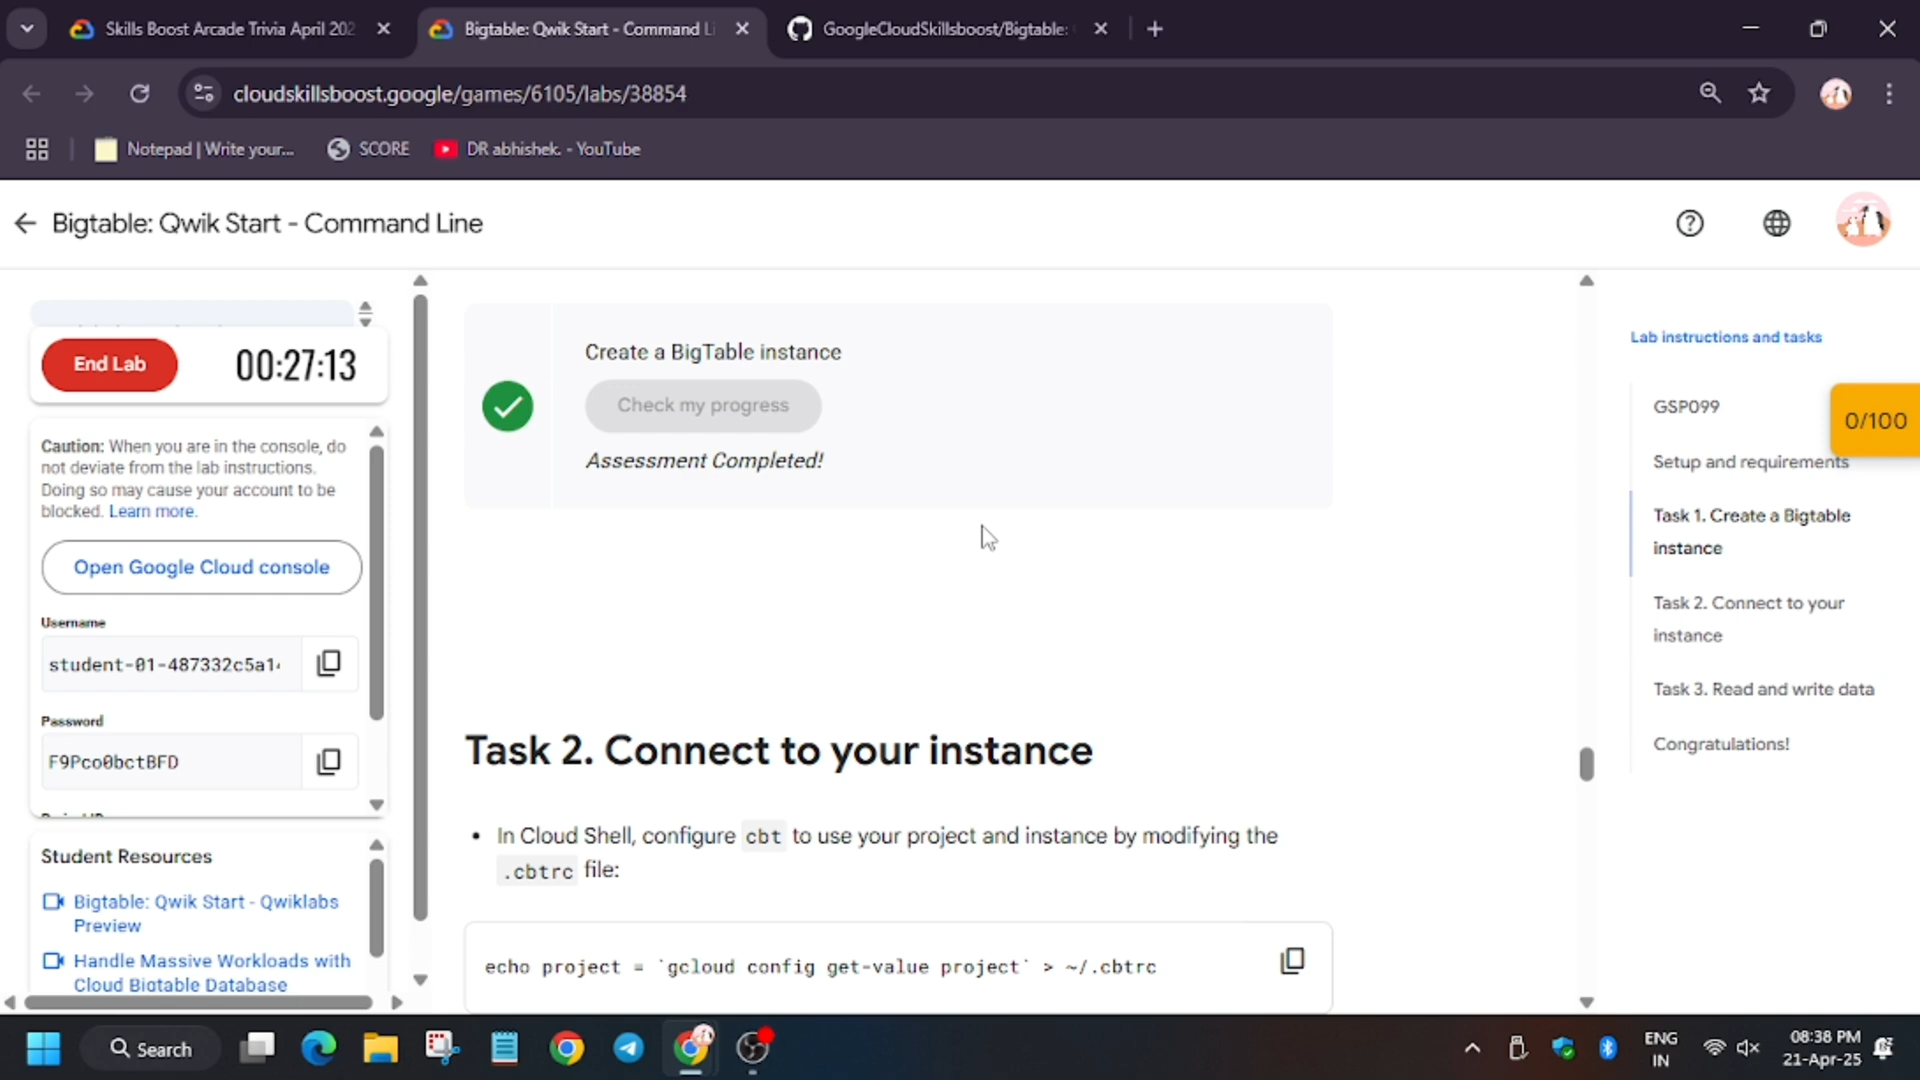 Skills Boost Arcade Trivia April 202
Bigtable: Qwik Start - Command Li
GoogleCloudSkillsboost/Bigtable:
cloudskillsboost.google/games/6105/labs/38854
Notepad | Write your...
SCORE
DR abhishek. - YouTube
Bigtable: Qwik Start - Command Line
End Lab
00:27:13
Caution: When you are in the console, do
not deviate from the lab instructions.
Doing so may cause your account to be
blocked. Learn more.
Open Google Cloud console
Username
student-01-487332c5a14
Password
F9Pco0bctBFD
Student Resources
Bigtable: Qwik Start - Qwiklabs
Preview
Handle Massive Workloads with
Cloud Bigtable Database
Create a BigTable instance
Check my progress
Assessment Completed!
Task 2. Connect to your instance
• In Cloud Shell, configure cbt to use your project and instance by modifying the
.cbtrc file:
echo project = `gcloud config get-value project` > ~/.cbtrc
Lab instructions and tasks
GSP099
0/100
Setup and requirements
Task 1. Create a Bigtable
instance
Task 2. Connect to your
instance
Task 3. Read and write data
Congratulations!
Search
ENG
IN
08:38 PM
21-Apr-25